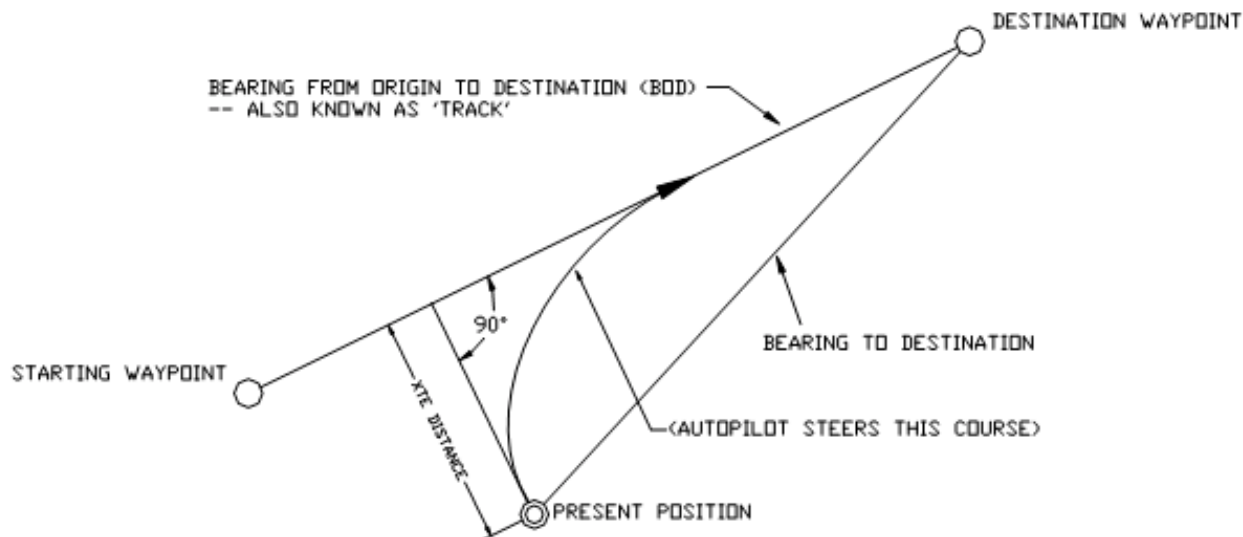 DESTINATION WAYPOINT
BEARING FROM ORIGIN TO DESTINATION (BOD)
-- ALSO KNOWN AS 'TRACK'
90°
BEARING TO DESTINATION
STARTING WAYPOINT
XTE DISTANCE
(AUTOPILOT STEERS THIS COURSE)
PRESENT POSITION